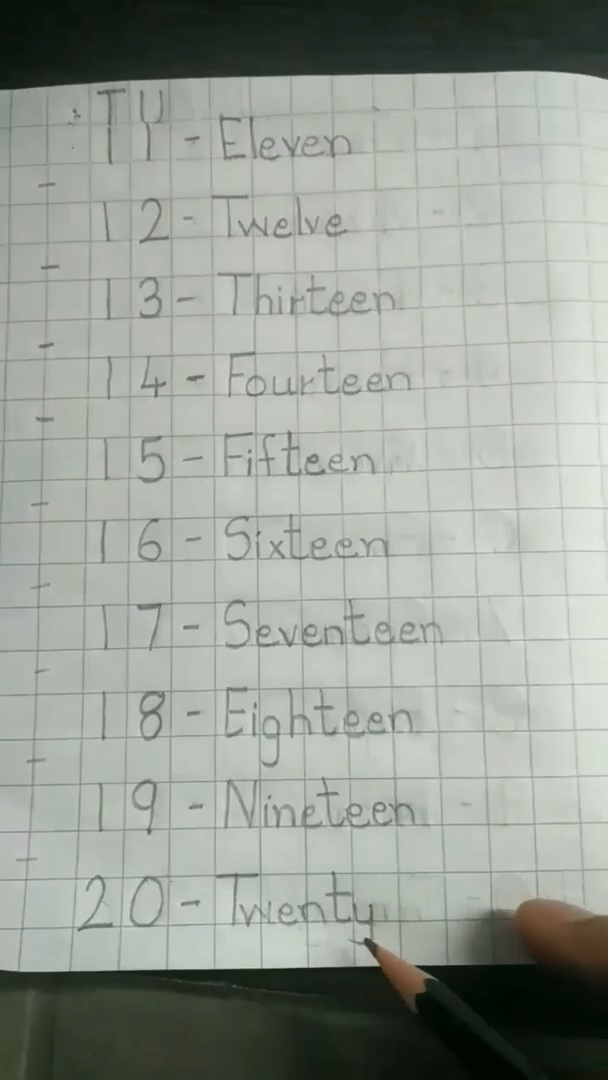 T U
11 - Eleven
12 - Twelve
13 - Thirteen
14 - Fourteen
15 - Fifteen
16 - Sixteen
17 - Seventeen
18 - Eighteen
19 - Nineteen
20 - Twenty